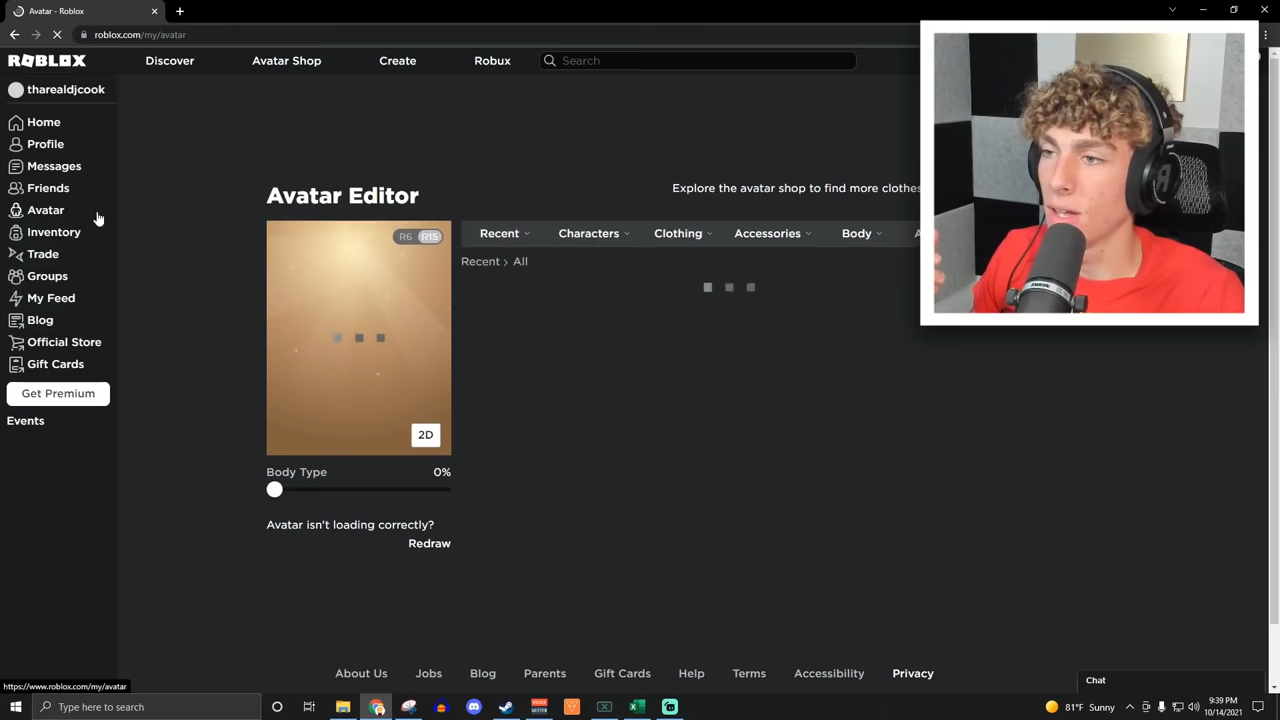 Avatar - Roblox
roblox.com/my/avatar
ROBLOX
Discover
Avatar Shop
Create
Robux
Search
tharealdjcook
Home
Profile
Messages
Friends
Avatar
Inventory
Trade
Groups
My Feed
Blog
Official Store
Gift Cards
Get Premium
Events
Avatar Editor
Explore the avatar shop to find more clothes
R6 R15
2D
Recent
Characters
Clothing
Accessories
Body
Recent > All
Body Type 0%
Avatar isn't loading correctly?
Redraw
About Us
Jobs
Blog
Parents
Gift Cards
Help
Terms
Accessibility
Privacy
Chat
https://www.roblox.com/my/avatar
Type here to search
81°F Sunny
9:39 PM
10/14/2021